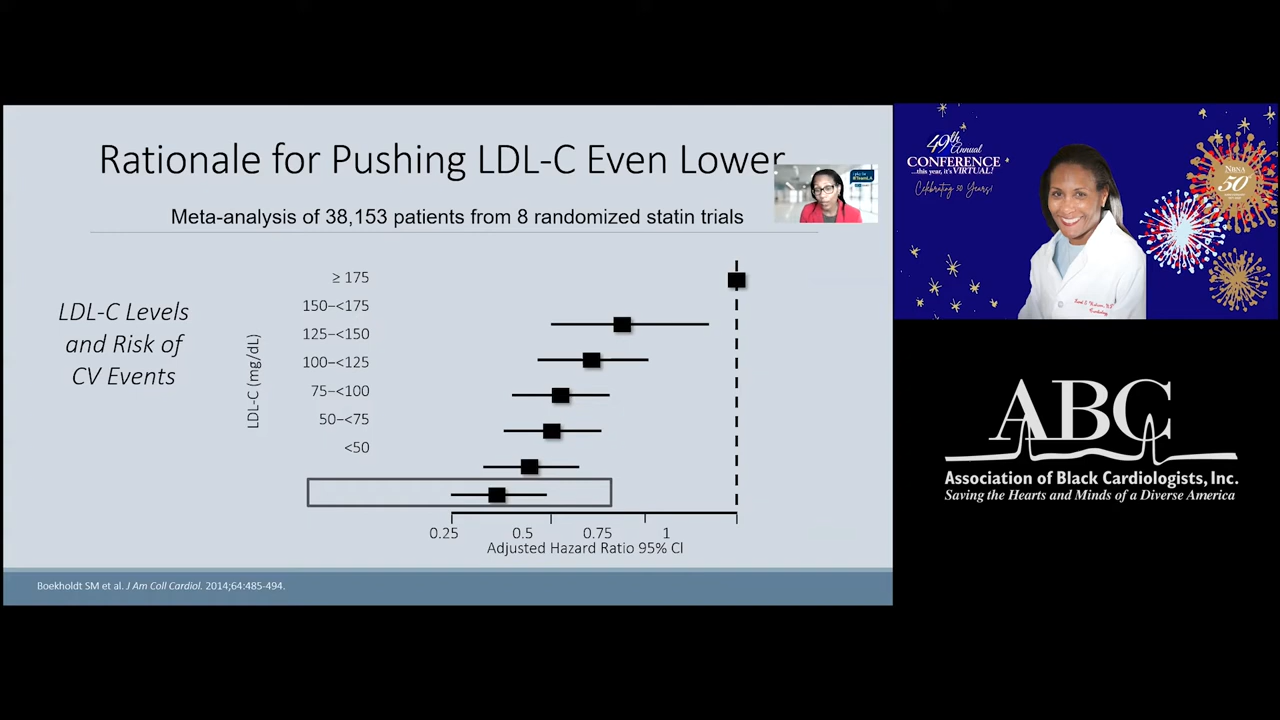 Rationale for Pushing LDL-C Even Lower
Meta-analysis of 38,153 patients from 8 randomized statin trials
LDL-C Levels
and Risk of
CV Events
LDL-C (mg/dL)
≥ 175
150–<175
125–<150
100–<125
75–<100
50–<75
<50
0.25 0.5 0.75 1
Adjusted Hazard Ratio 95% CI
Boekholdt SM et al. J Am Coll Cardiol. 2014;64:485-494.
49th
Annual
CONFERENCE
...this year, it's VIRTUAL!
Celebrating 50 Years!
NBNA
50
Cardiology
ABC
Association of Black Cardiologists, Inc.
Saving the Hearts and Minds of a Diverse America